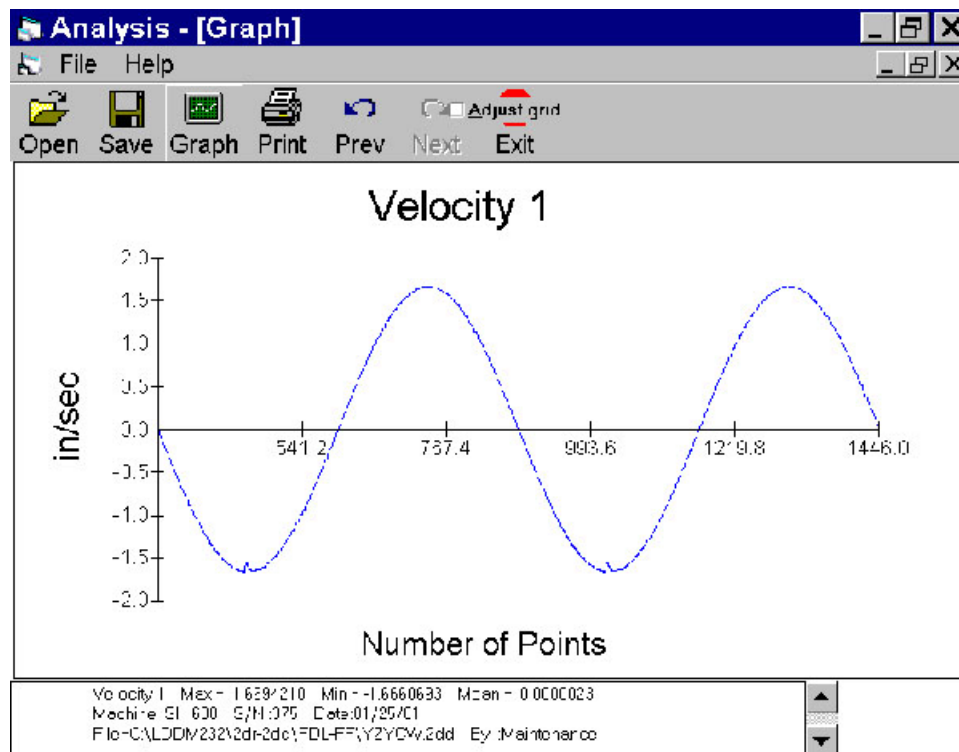 Analysis - [Graph]
File Help
Adjust grid
Open Save Graph Print Prev Next Exit
Velocity 1
2.0
1.5
1.0
0.5
0.0
-0.5
-1.0
-1.5
-2.0
in/sec
541.2 767.4 993.6 1219.8 1446.0
Number of Points
Velocity 1 Max = Min = Mean =
Machine S/N:075 Date:01/25/01
By :Maintenance